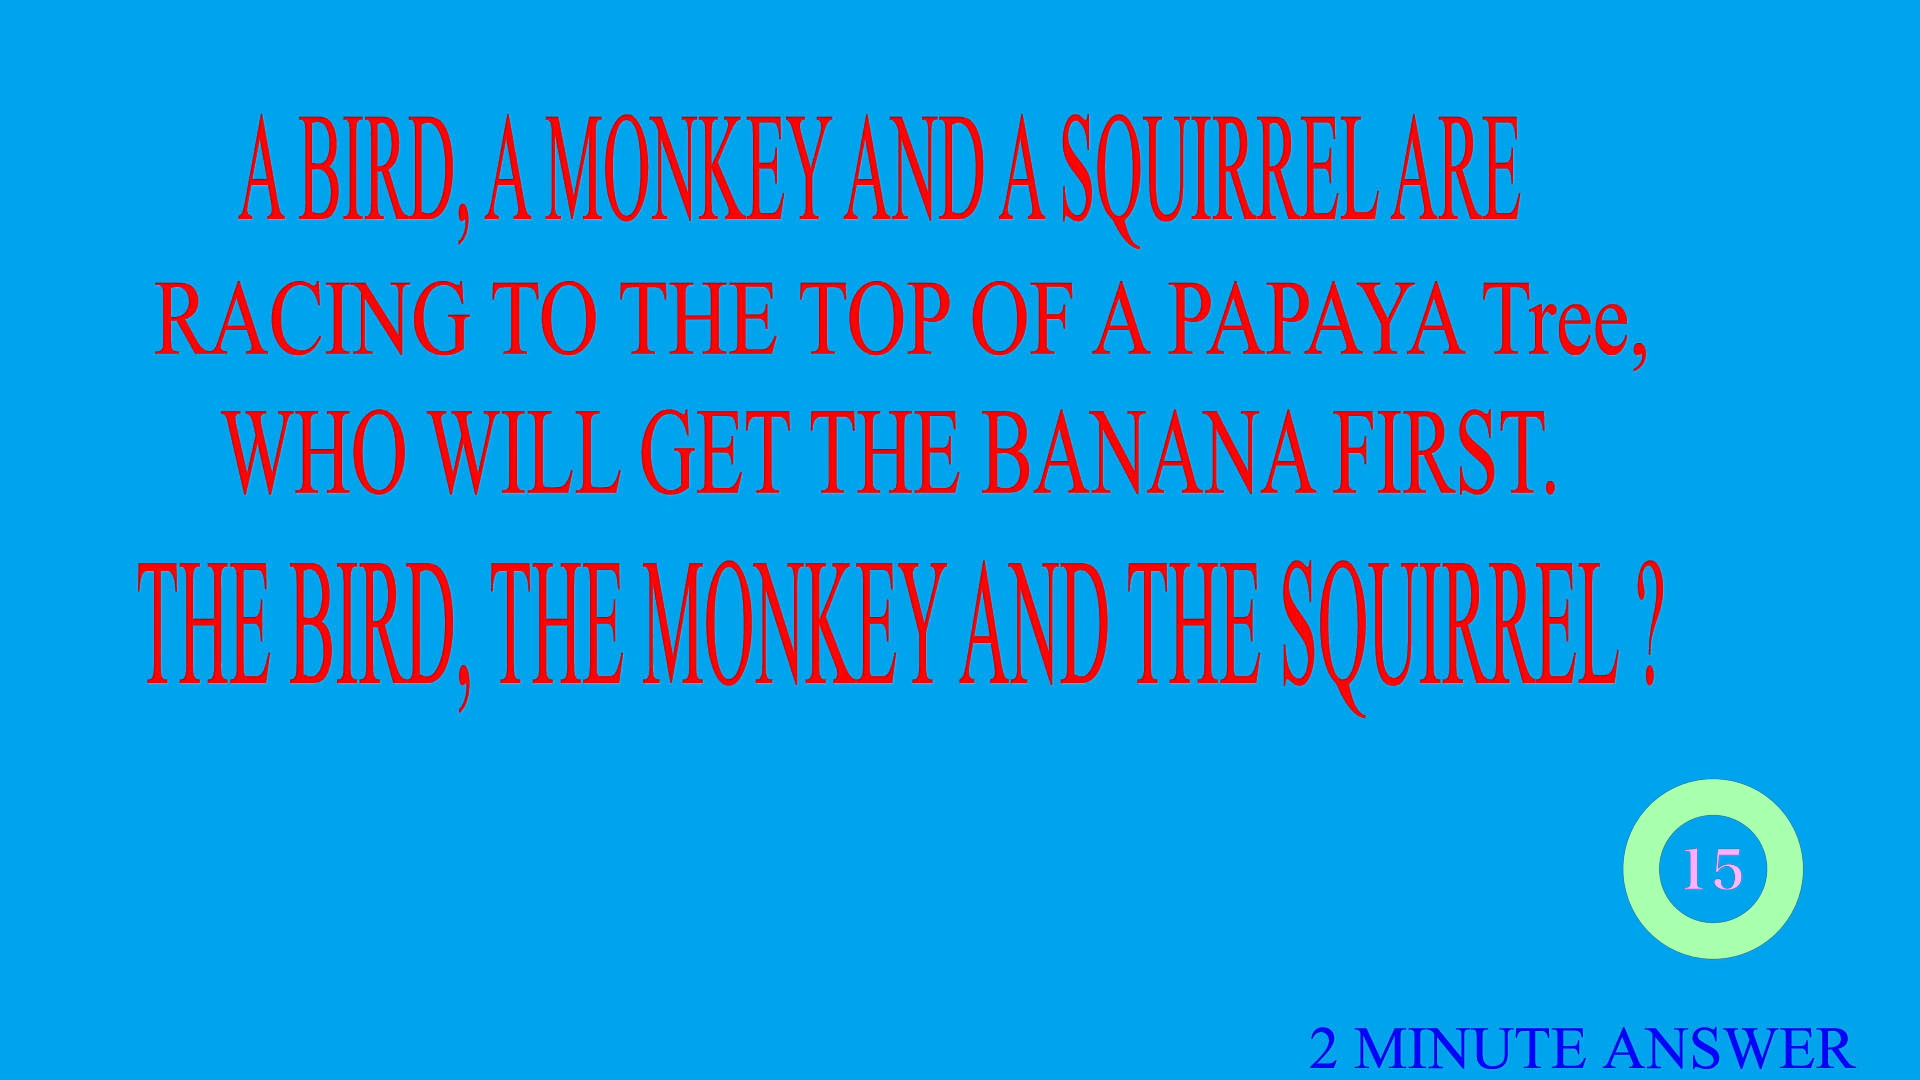 A BIRD, A MONKEY AND A SQUIRREL ARE
RACING TO THE TOP OF A PAPAYA Tree,
WHO WILL GET THE BANANA FIRST.
THE BIRD, THE MONKEY AND THE SQUIRREL ?
15
2 MINUTE ANSWER